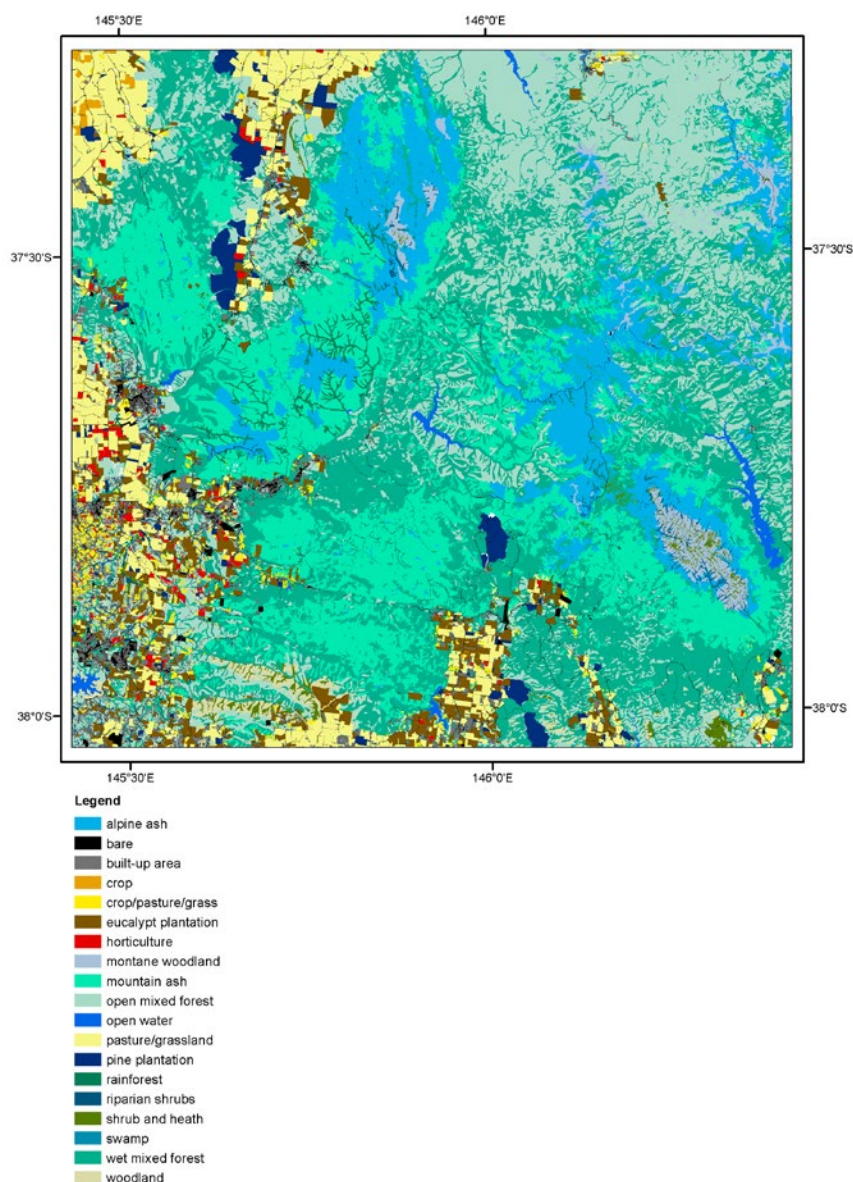 145°30'E 146°0'E
37°30'S 37°30'S
38°0'S 38°0'S
145°30'E 146°0'E
Legend
alpine ash
bare
built-up area
crop
crop/pasture/grass
eucalypt plantation
horticulture
montane woodland
mountain ash
open mixed forest
open water
pasture/grassland
pine plantation
rainforest
riparian shrubs
shrub and heath
swamp
wet mixed forest
woodland